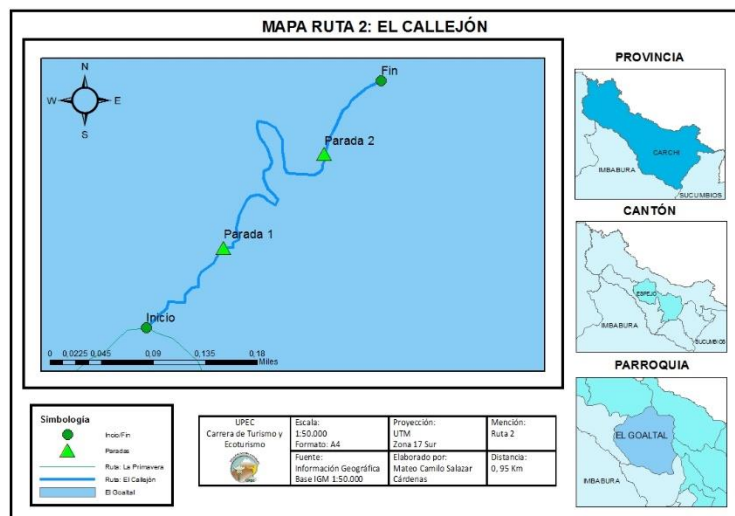 MAPA RUTA 2: EL CALLEJÓN
N
W
E
S
Fin
Parada 2
Parada 1
Inicio
0 0,0225 0,045 0,09 0,135 0,18
Miles
PROVINCIA
CARCHI
IMBABURA
SUCUMBIOS
CANTÓN
ESPEJO
IMBABURA
SUCUMBIOS
PARROQUIA
EL GOALTAL
IMBABURA
Simbología
Incio/Fin
Paradas
Ruta: La Primavera
Ruta: El Callejón
El Goaltal
UPEC
Carrera de Turismo y
Ecoturismo
Escala:
1:50.000
Formato: A4
Proyección:
UTM
Zona 17 Sur
Mención:
Ruta 2
Fuente:
Información Geográfica
Base IGM 1:50.000
Elaborado por:
Mateo Camilo Salazar
Cárdenas
Distancia:
0, 95 Km